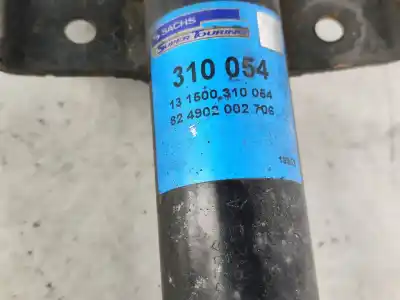 SACHS
SUPER TOURING
310 054
13 1500 310 054
82 4902 002 706